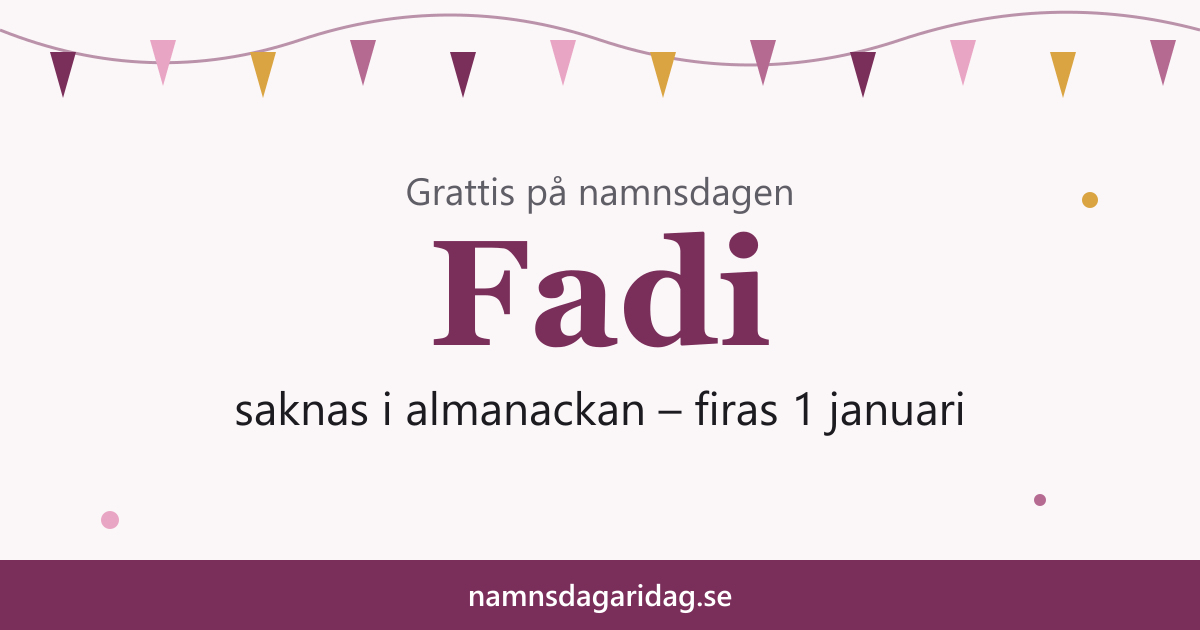 Grattis på namnsdagen
Fadi
saknas i almanackan – firas 1 januari
namnsdagaridag.se